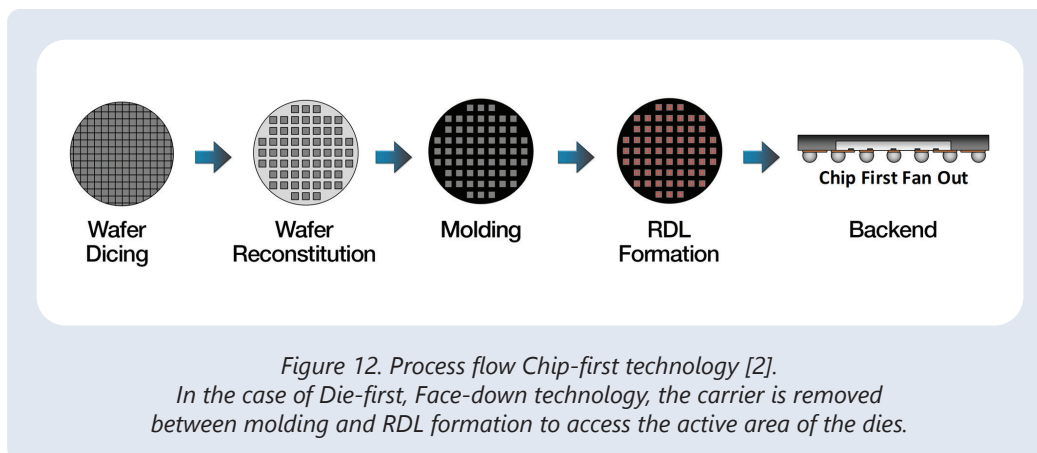 Chip First Fan Out
Wafer
Dicing
Wafer
Reconstitution
Molding
RDL
Formation
Backend
Figure 12. Process flow Chip-first technology [2].
In the case of Die-first, Face-down technology, the carrier is removed
between molding and RDL formation to access the active area of the dies.